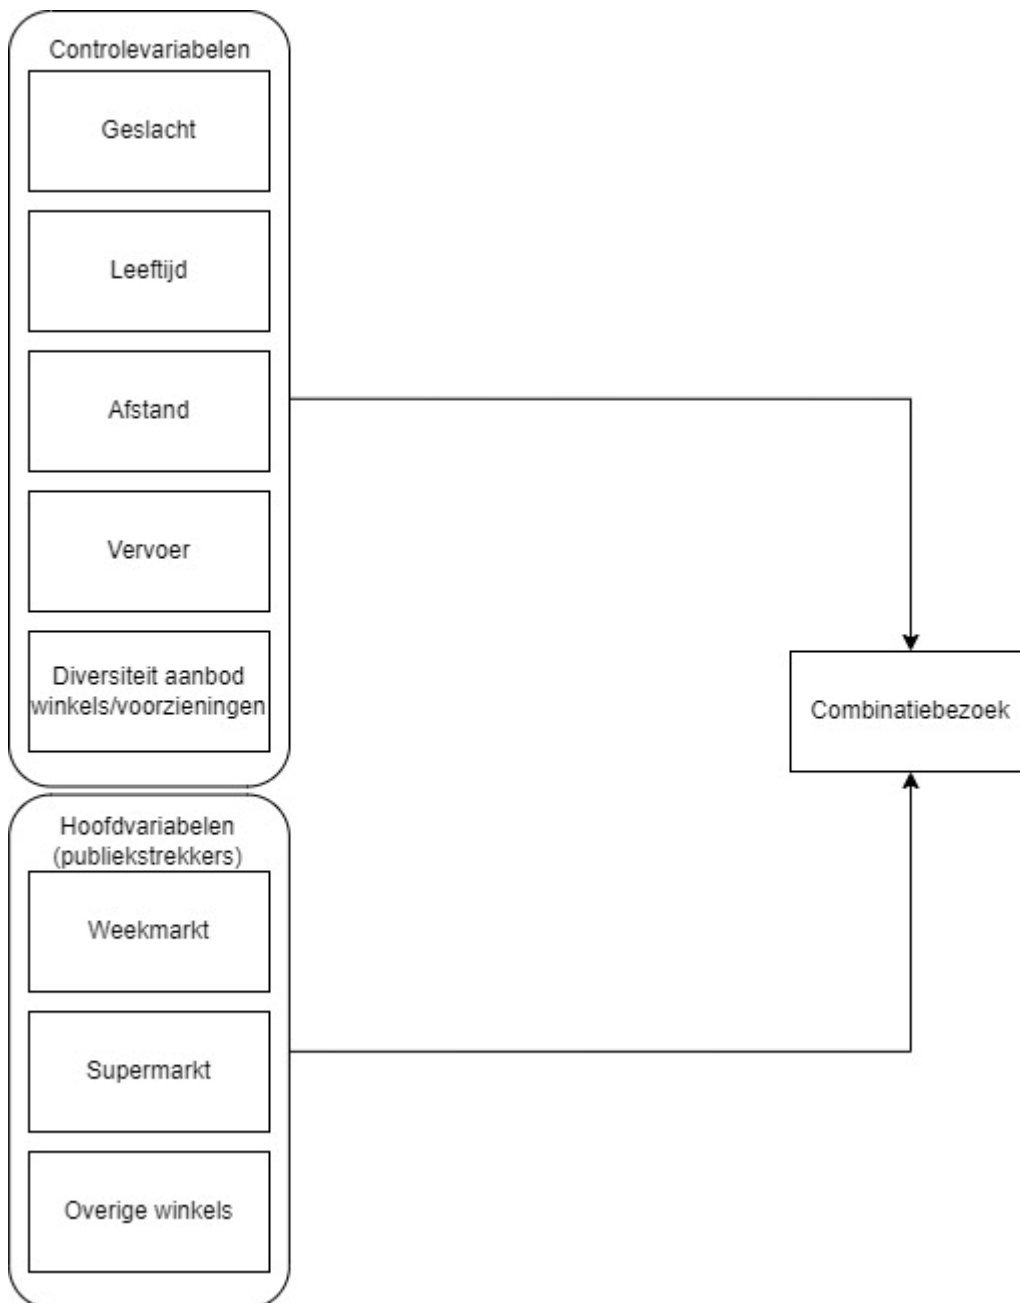 Controlevariabelen
Geslacht
Leeftijd
Afstand
Vervoer
Diversiteit aanbod
winkels/voorzieningen
Combinatiebezoek
Hoofdvariabelen
(publiekstrekkers)
Weekmarkt
Supermarkt
Overige winkels